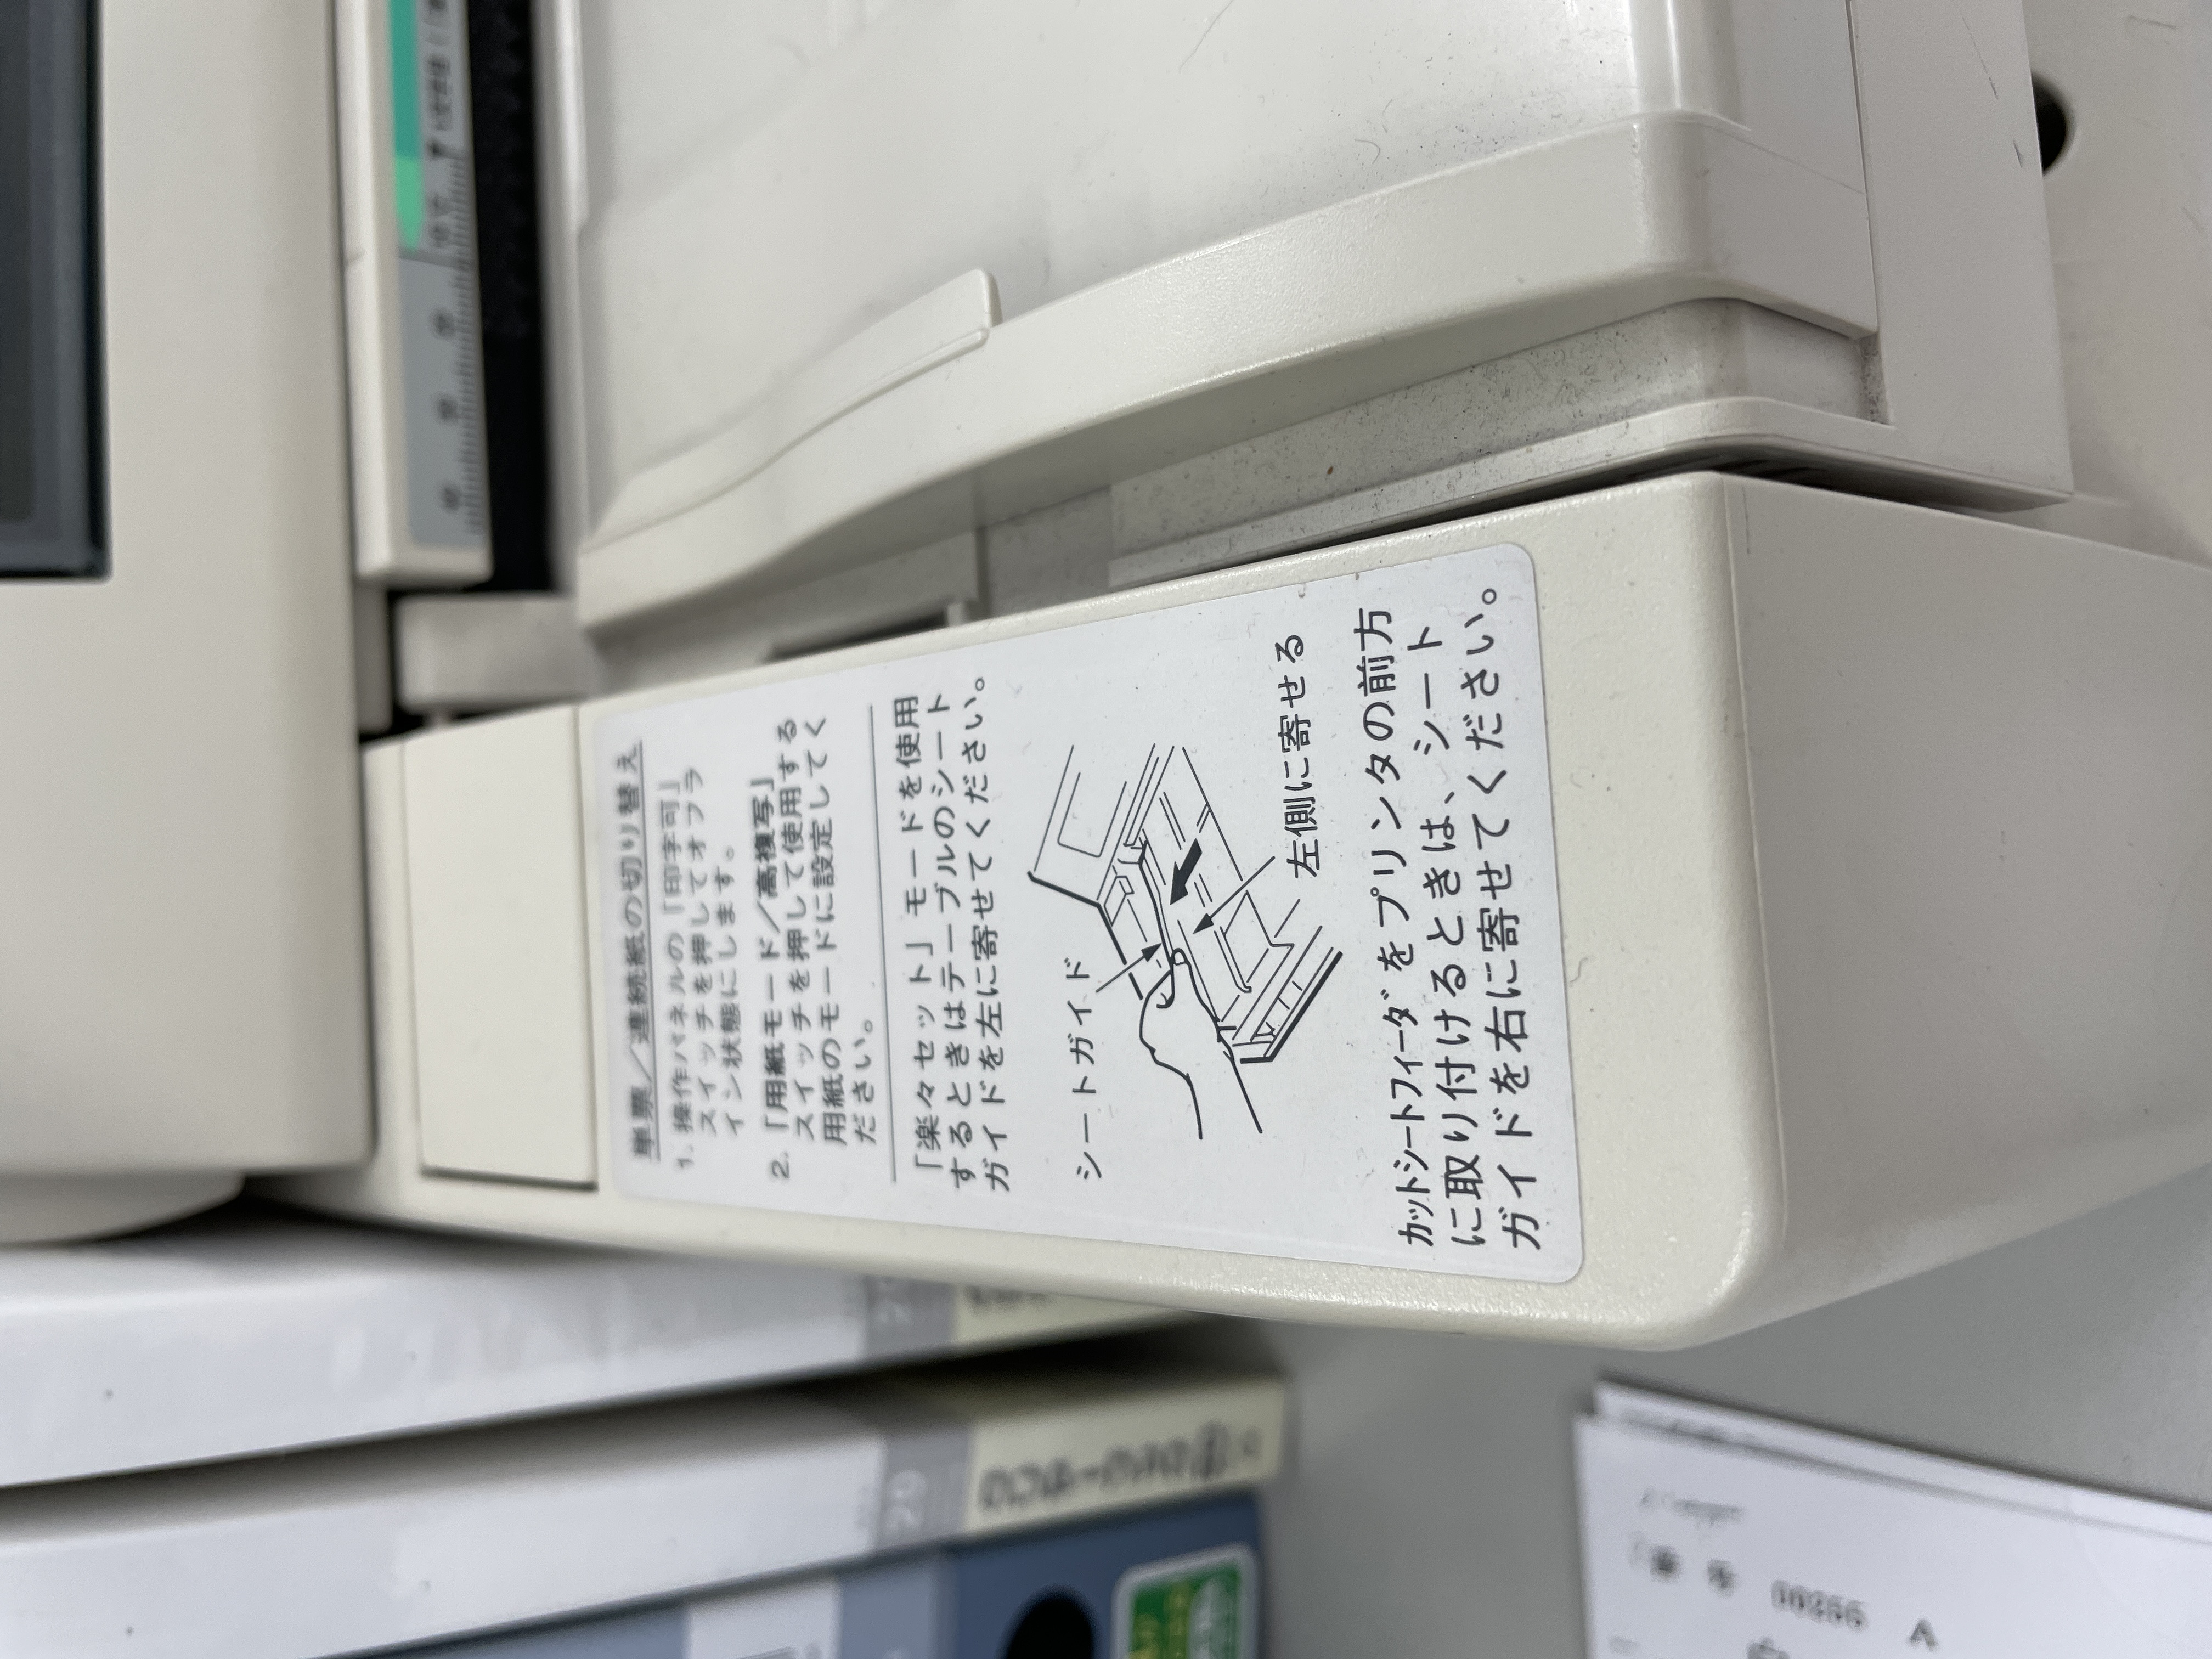 単票／連続紙の切り替え
1. 操作パネルの「印字可」
スイッチを押してオフラ
イン状態にします。
2. 「用紙モード／高複写」
スイッチを押して使用する
用紙のモードに設定してく
ださい。
「楽々セット」モードを使用
するときはテーブルのシート
ガイドを左に寄せてください。
シートガイド
左側に寄せる
カットシートフィーダをプリンタの前方
に取り付けるときは、シート
ガイドを右に寄せてください。
29
番号 00255 A